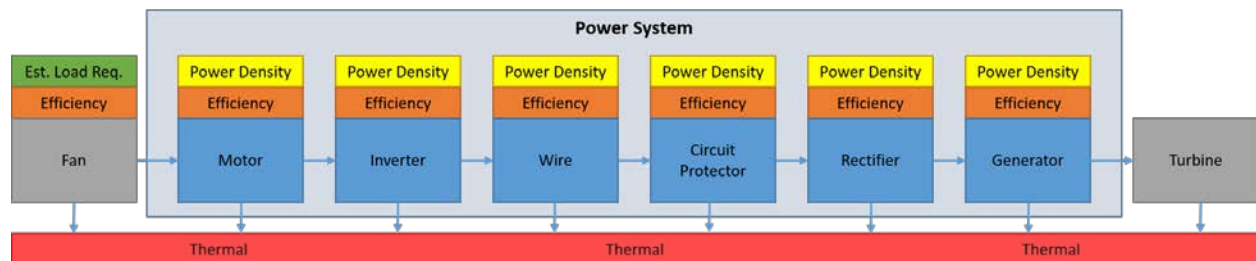 Power System
Est. Load Req. Power Density Power Density Power Density Power Density Power Density Power Density
Efficiency Efficiency Efficiency Efficiency Efficiency Efficiency Efficiency
Fan Motor Inverter Wire Circuit Protector Rectifier Generator Turbine
Thermal Thermal Thermal